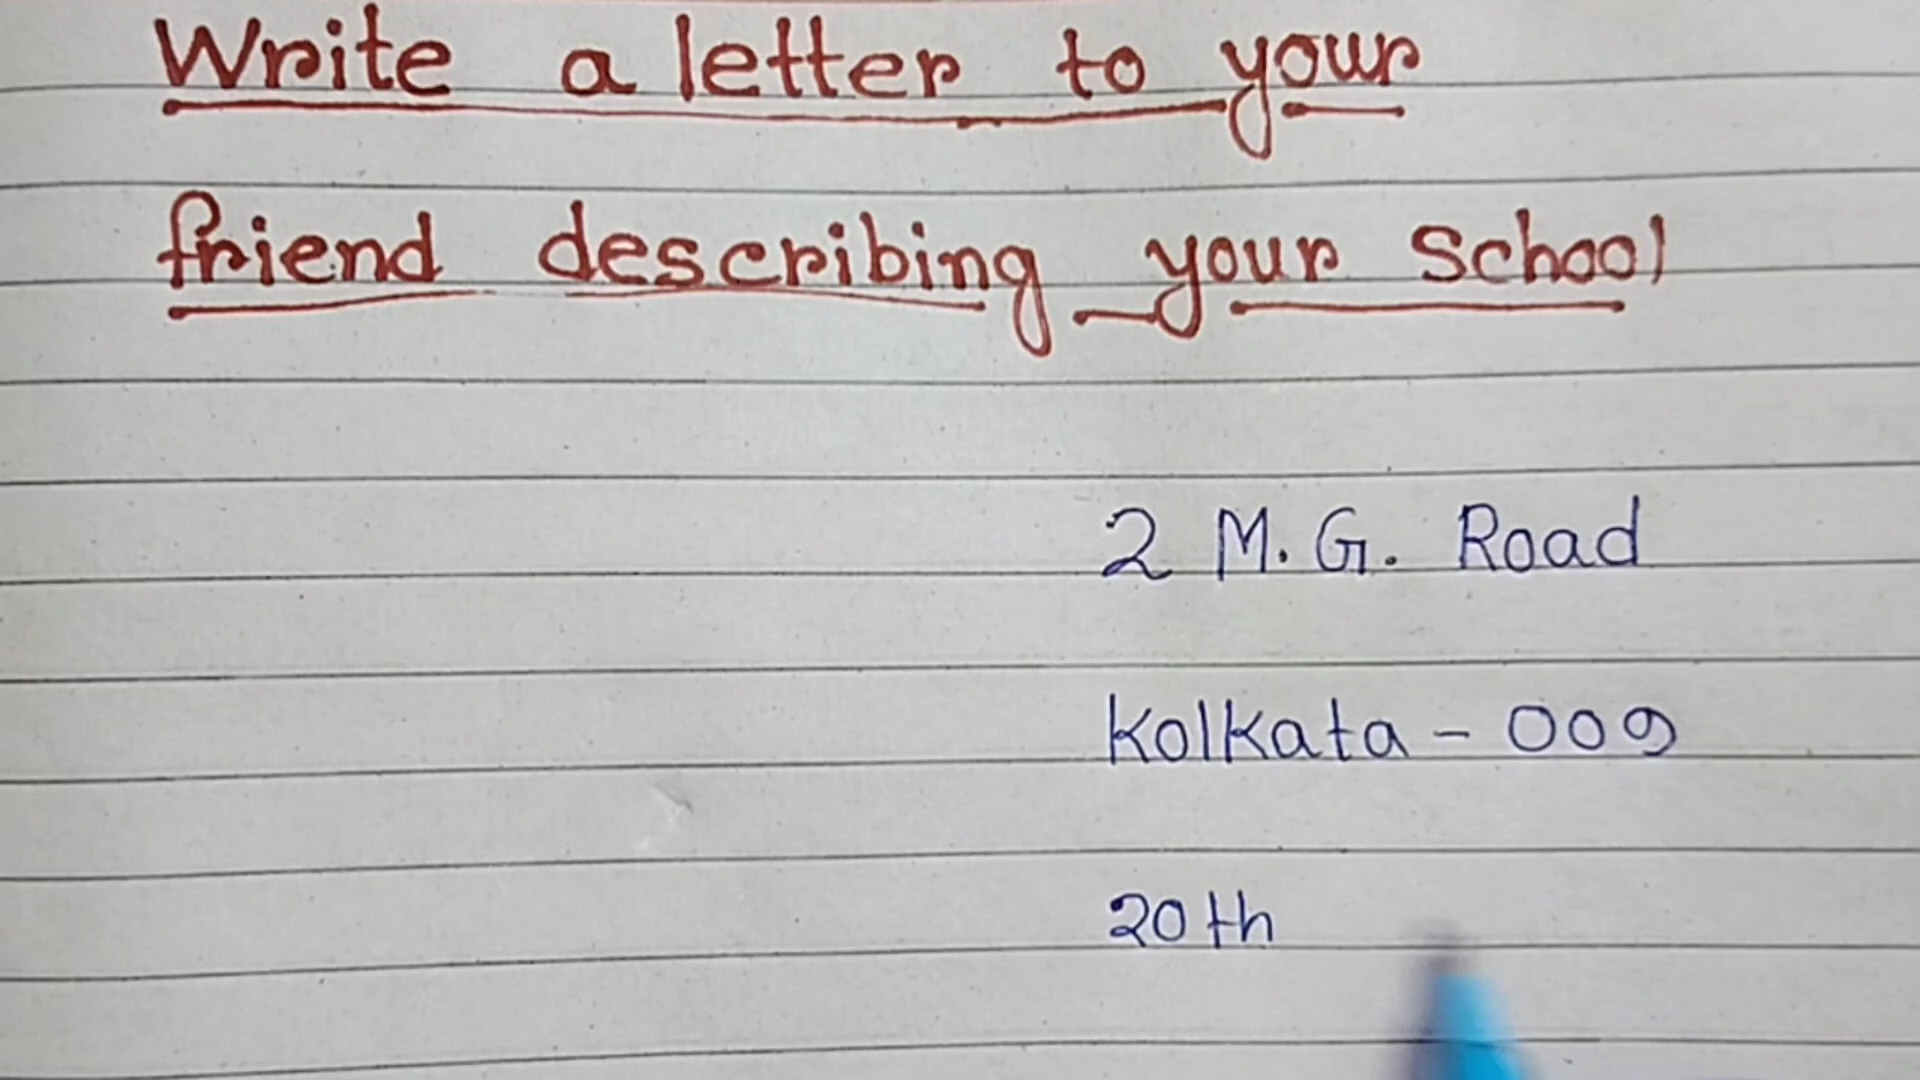 Write a letter to your
friend describing your school
2 M. G. Road
Kolkata - 009
20th